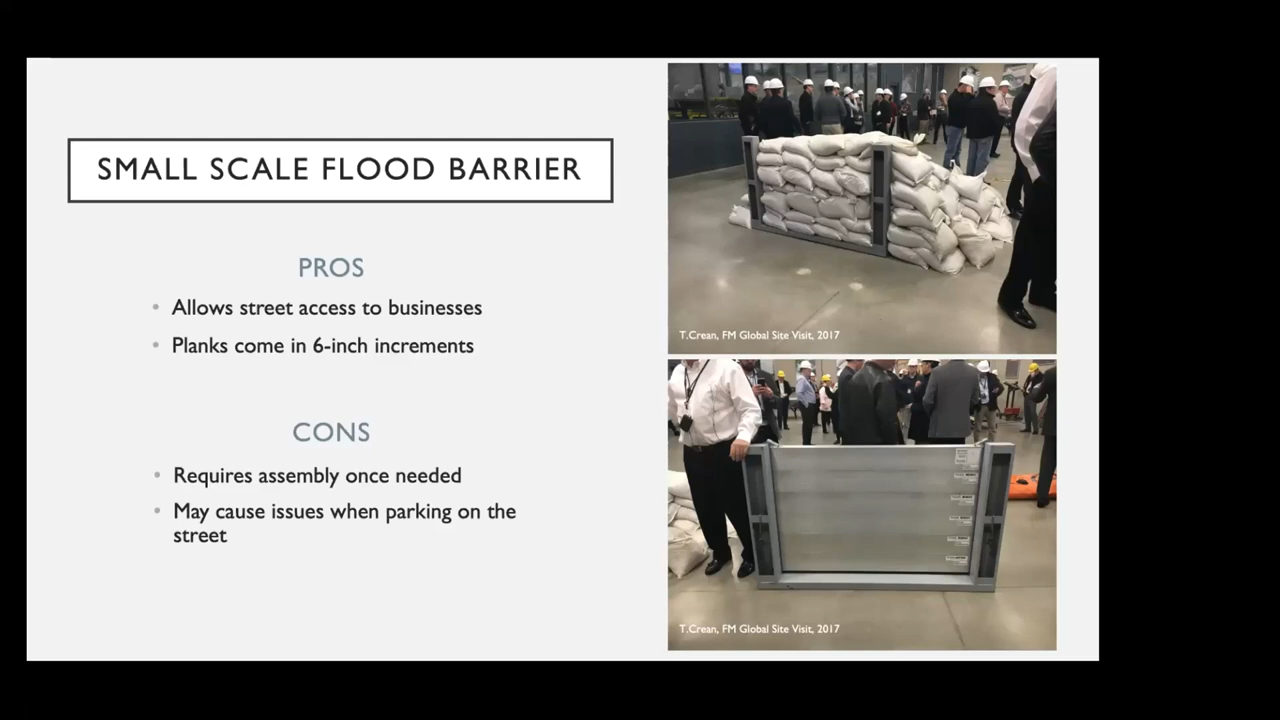 SMALL SCALE FLOOD BARRIER
PROS
• Allows street access to businesses
• Planks come in 6-inch increments
CONS
• Requires assembly once needed
• May cause issues when parking on the
street
T.Crean, FM Global Site Visit, 2017
T.Crean, FM Global Site Visit, 2017